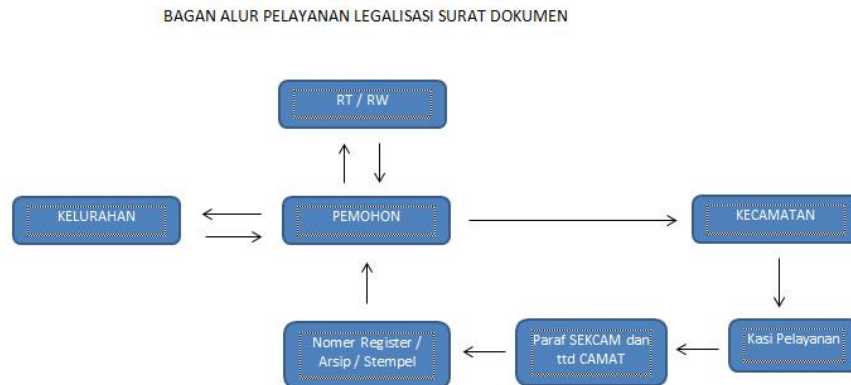 BAGAN ALUR PELAYANAN LEGALISASI SURAT DOKUMEN
RT / RW
KELURAHAN
PEMOHON
KECAMATAN
Nomer Register /
Arsip / Stempel
Paraf SEKCAM dan
ttd CAMAT
Kasi Pelayanan